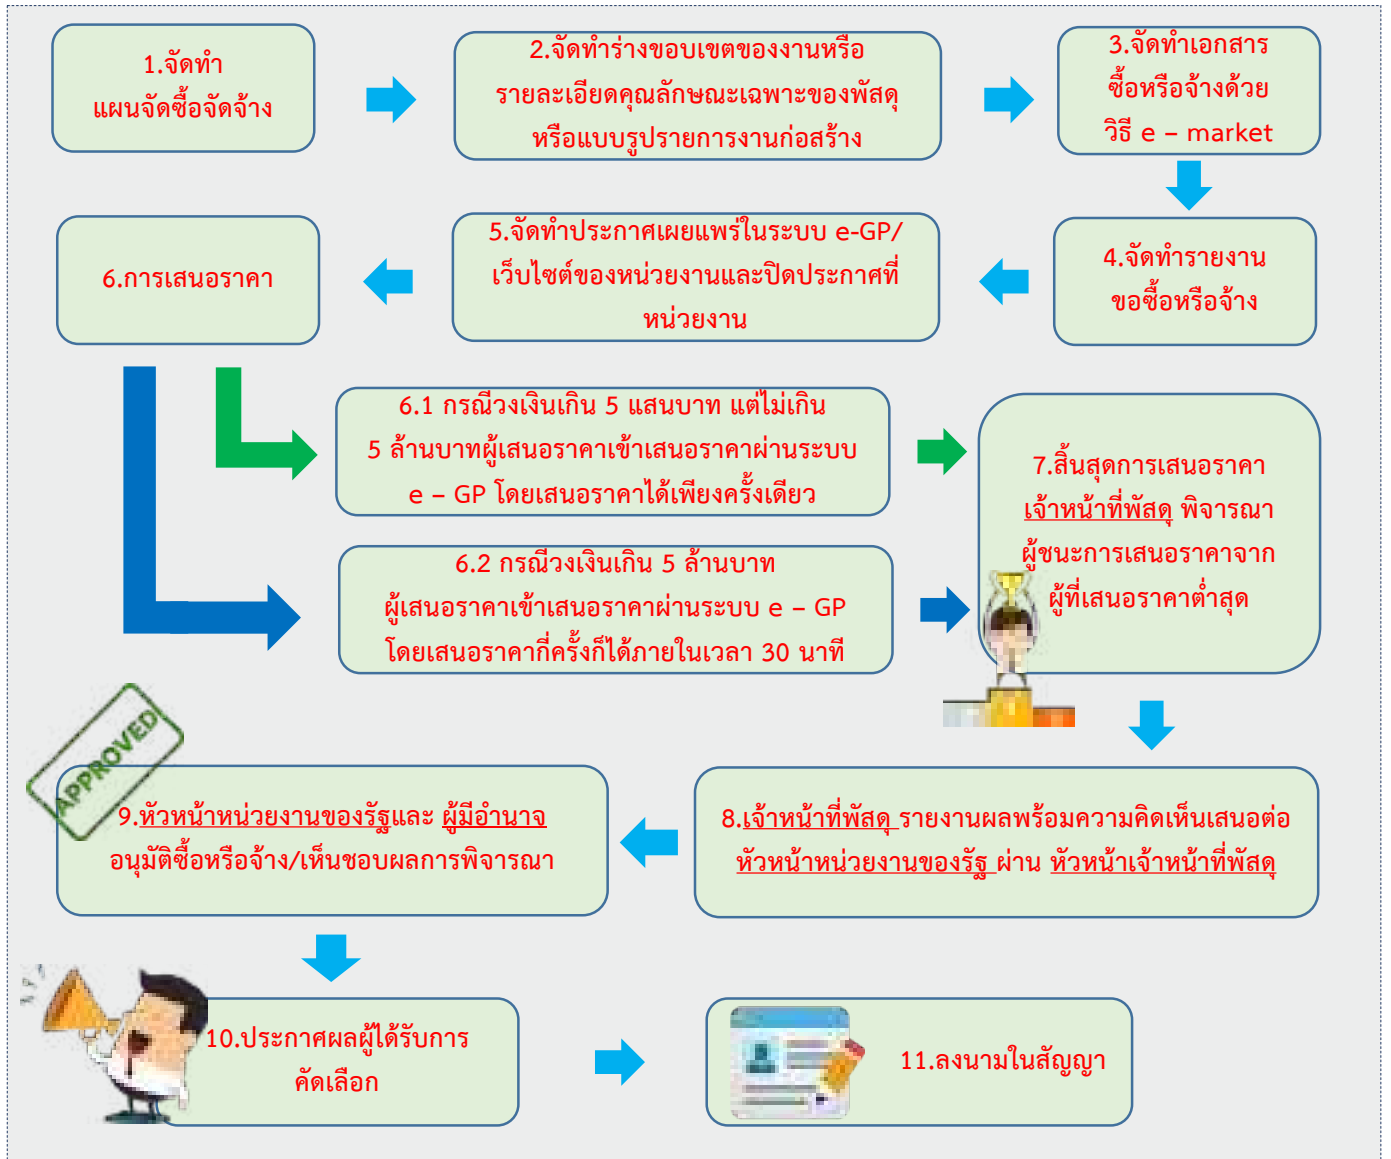 1.จัดทำ
แผนจัดซื้อจัดจ้าง
2.จัดทำร่างขอบเขตของงานหรือ
รายละเอียดคุณลักษณะเฉพาะของพัสดุ
หรือแบบรูปรายการงานก่อสร้าง
3.จัดทำเอกสาร
ซื้อหรือจ้างด้วย
วิธี e – market
4.จัดทำรายงาน
ขอซื้อหรือจ้าง
5.จัดทำประกาศเผยแพร่ในระบบ e-GP/
เว็บไซต์ของหน่วยงานและปิดประกาศที่
หน่วยงาน
6.การเสนอราคา
6.1 กรณีวงเงินเกิน 5 แสนบาท แต่ไม่เกิน
5 ล้านบาทผู้เสนอราคาเข้าเสนอราคาผ่านระบบ
e – GP โดยเสนอราคาได้เพียงครั้งเดียว
6.2 กรณีวงเงินเกิน 5 ล้านบาท
ผู้เสนอราคาเข้าเสนอราคาผ่านระบบ e – GP
โดยเสนอราคากี่ครั้งก็ได้ภายในเวลา 30 นาที
7.สิ้นสุดการเสนอราคา
เจ้าหน้าที่พัสดุ พิจารณา
ผู้ชนะการเสนอราคาจาก
ผู้ที่เสนอราคาต่ำสุด
8.เจ้าหน้าที่พัสดุ รายงานผลพร้อมความคิดเห็นเสนอต่อ
หัวหน้าหน่วยงานของรัฐ ผ่าน หัวหน้าเจ้าหน้าที่พัสดุ
APPROVED
9.หัวหน้าหน่วยงานของรัฐและ ผู้มีอำนาจ
อนุมัติซื้อหรือจ้าง/เห็นชอบผลการพิจารณา
10.ประกาศผลผู้ได้รับการ
คัดเลือก
11.ลงนามในสัญญา